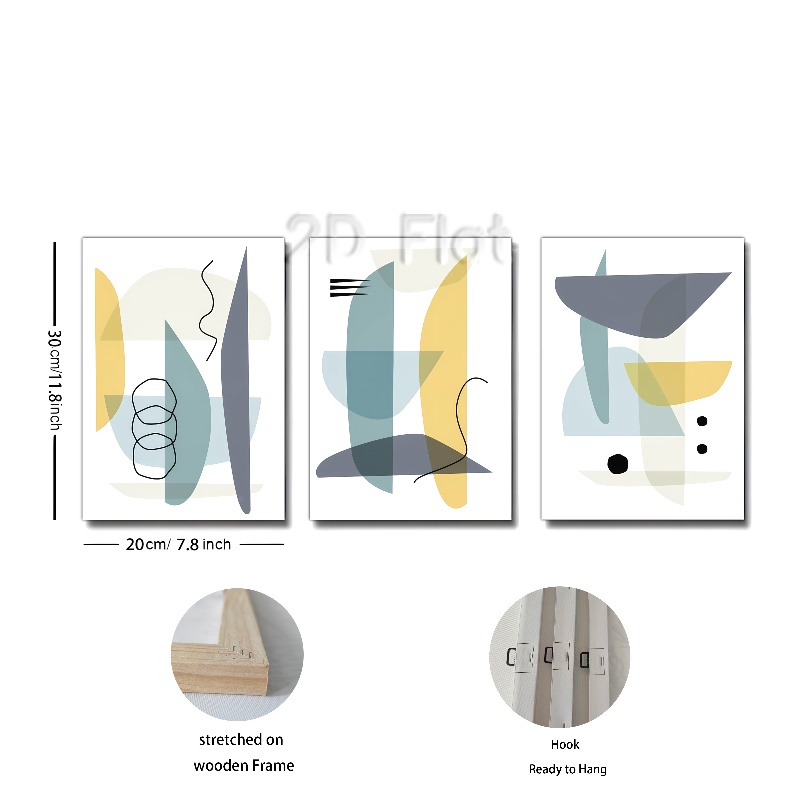 2D Flat
30cm/11.8inch
20cm/ 7.8 inch
stretched on
wooden Frame
Hook
Ready to Hang